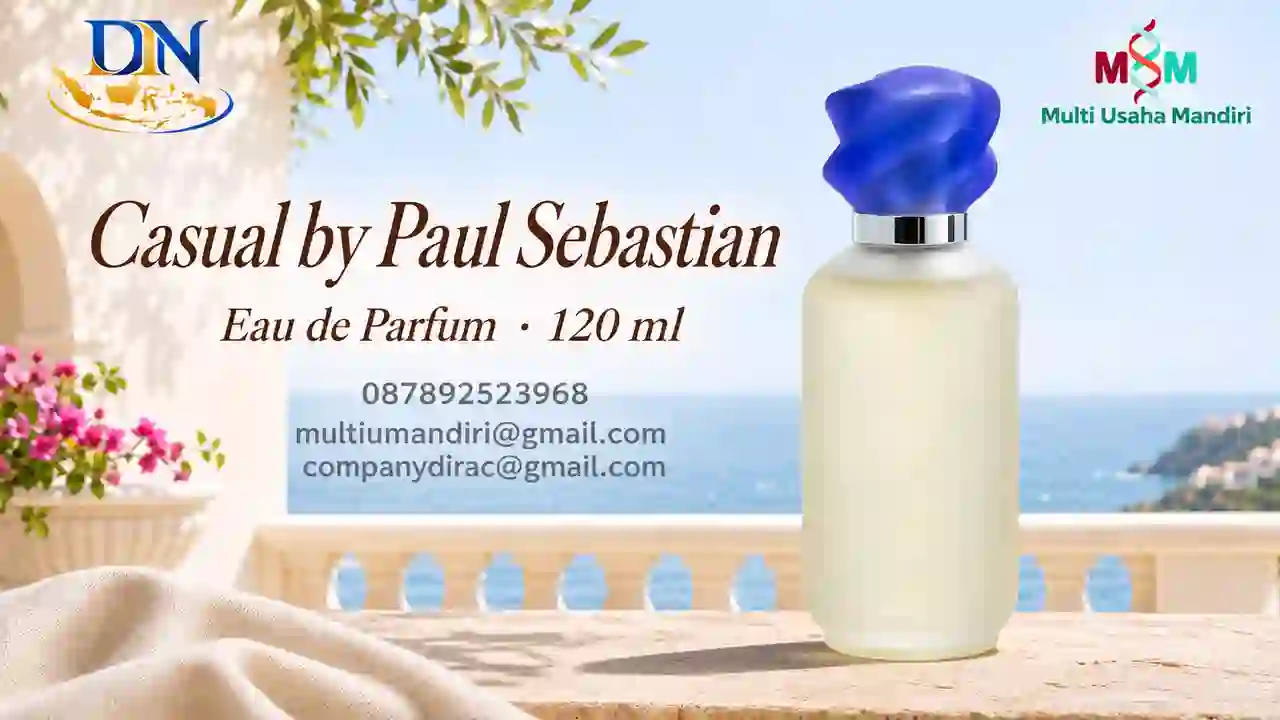 DN
M M
Multi Usaha Mandiri
Casual by Paul Sebastian
Eau de Parfum · 120 ml
087892523968
multiumandiri@gmail.com
companydirac@gmail.com